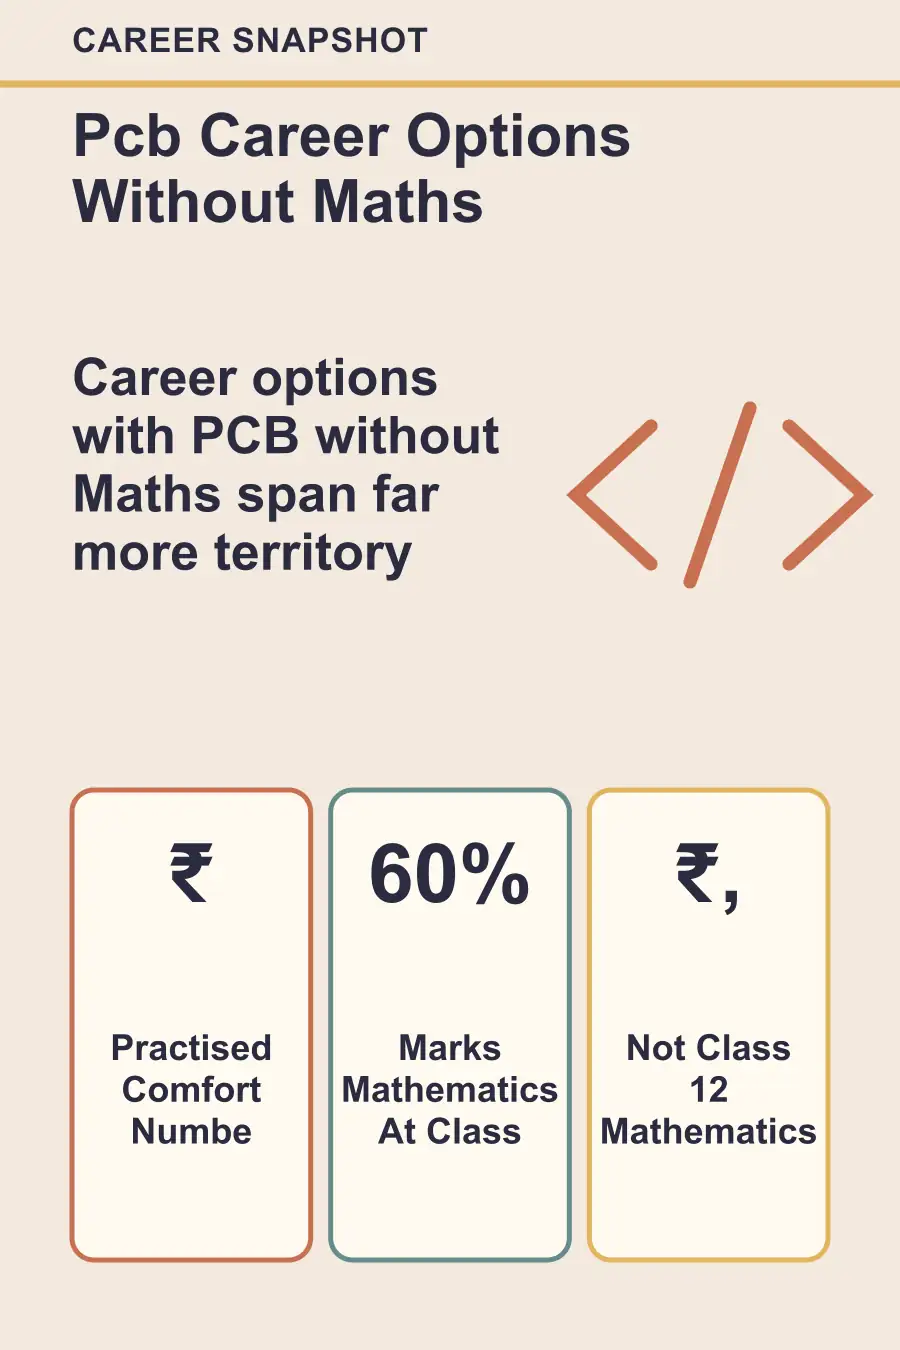 CAREER SNAPSHOT
Pcb Career Options
Without Maths
Career options
with PCB without
Maths span far
more territory
</>
₹
Practised
Comfort
Numbe
60%
Marks
Mathematics
At Class
₹,
Not Class
12
Mathematics